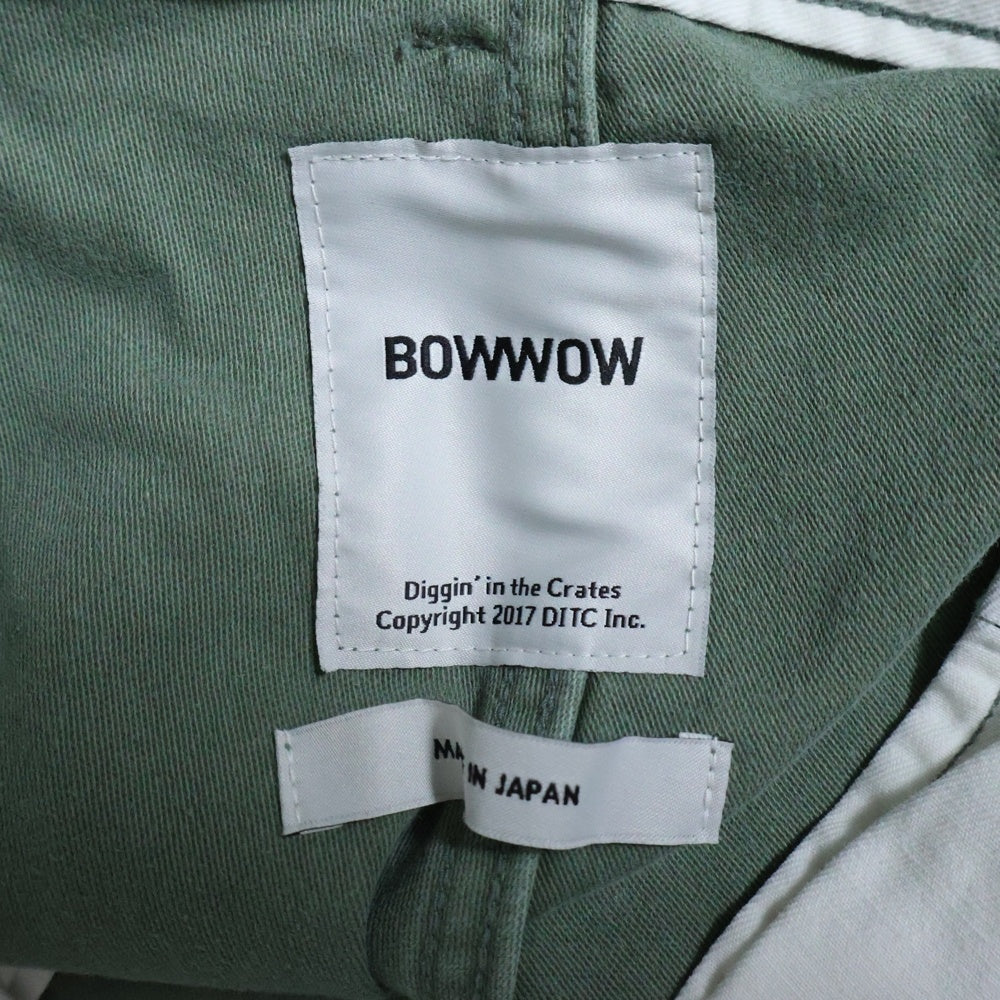 BOWWOW
Diggin' in the Crates
Copyright 2017 DITC Inc.
IN JAPAN